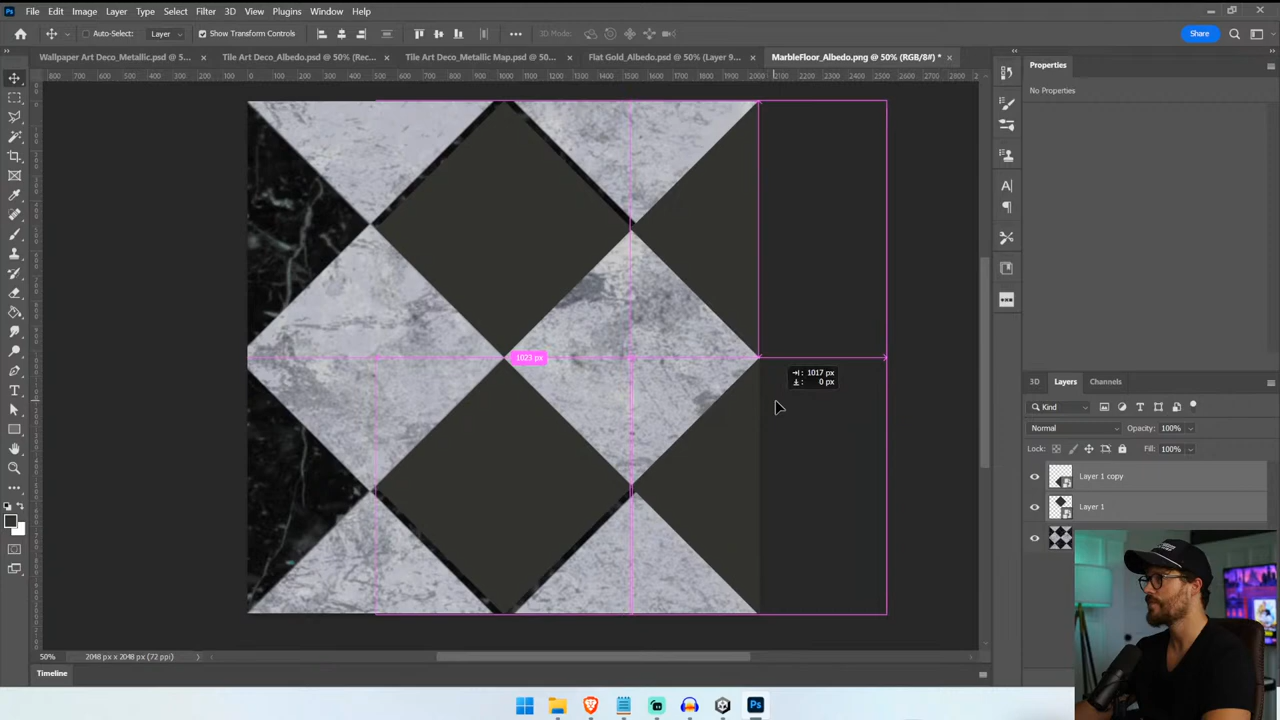 File Edit Image Layer Type Select Filter 3D View Plugins Window Help
Auto-Select: Layer Show Transform Controls 3D Mode: Share
Wallpaper Art Deco_Metallic.psd @ 5... × Tile Art Deco_Albedo.psd @ 50% (Rec... × Tile Art Deco_Metallic Map.psd @ 50... × Flat Gold_Albedo.psd @ 50% (Layer 9... × MarbleFloor_Albedo.png @ 50% (RGB/8#) * ×
Properties
No Properties
1023 px
: 1017 px
: 0 px
3D Layers Channels
Kind
Normal Opacity: 100%
Lock: Fill: 100%
Layer 1 copy
Layer 1
50% 2048 px x 2048 px (72 ppi)
Timeline
Ps